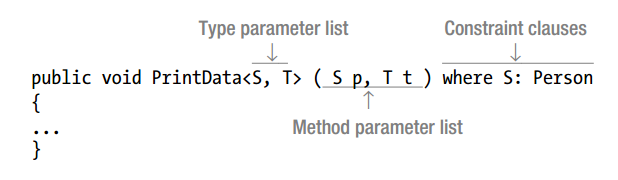 Type parameter list Constraint clauses
public void PrintData<S, T> ( S p, T t ) where S: Person
{
Method parameter list
...
}